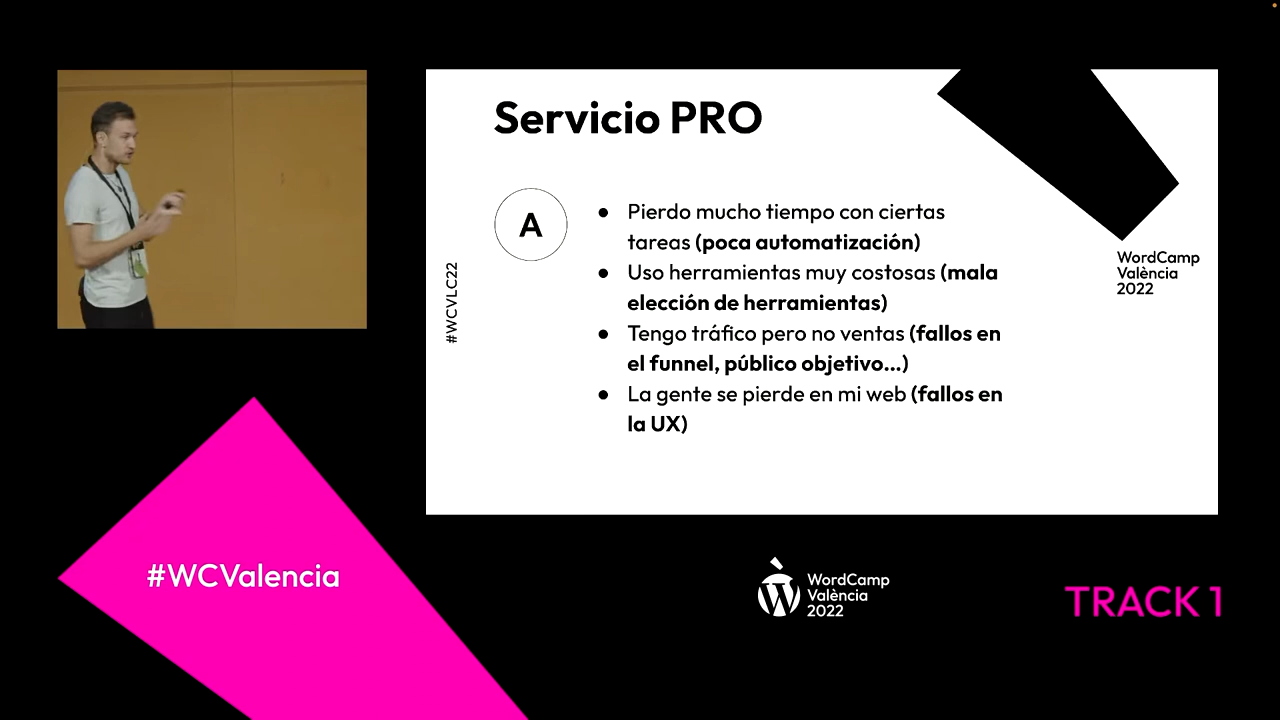 Servicio PRO
A
● Pierdo mucho tiempo con ciertas
tareas (poca automatización)
● Uso herramientas muy costosas (mala
elección de herramientas)
● Tengo tráfico pero no ventas (fallos en
el funnel, público objetivo...)
● La gente se pierde en mi web (fallos en
la UX)
#WCVLC22
WordCamp
València
2022
#WCValencia
WordCamp
València
2022
TRACK 1